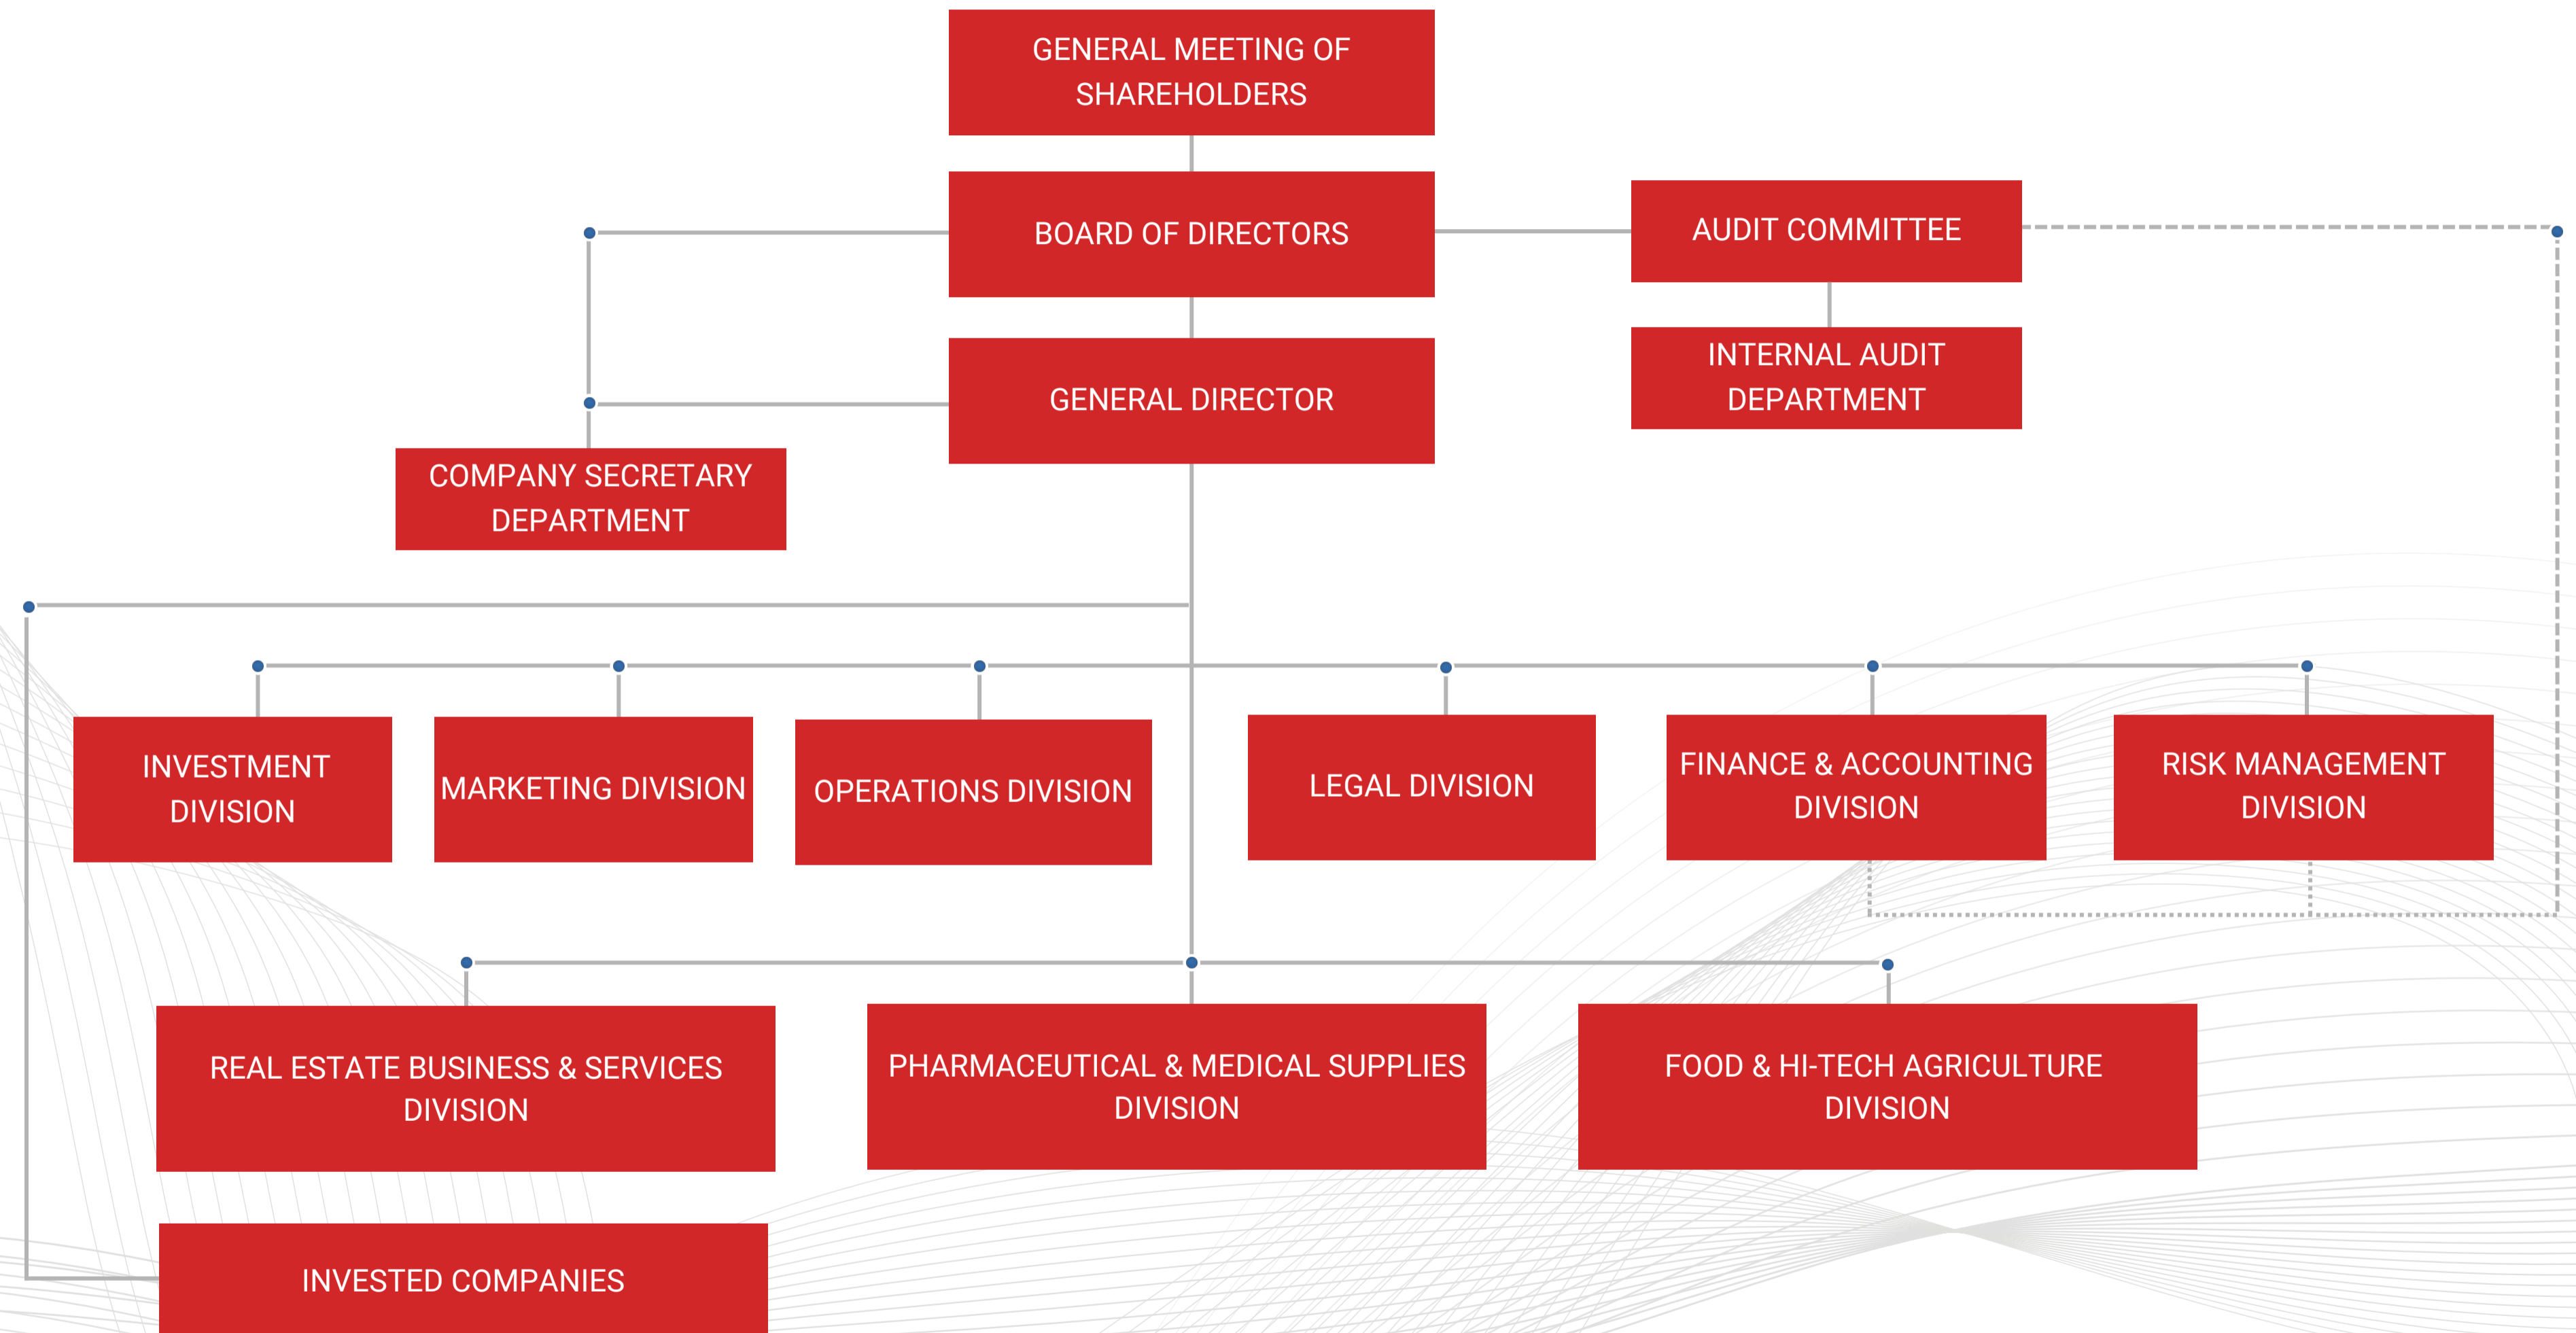 GENERAL MEETING OF
SHAREHOLDERS
BOARD OF DIRECTORS
AUDIT COMMITTEE
GENERAL DIRECTOR
INTERNAL AUDIT
DEPARTMENT
COMPANY SECRETARY
DEPARTMENT
INVESTMENT
DIVISION
MARKETING DIVISION
OPERATIONS DIVISION
LEGAL DIVISION
FINANCE & ACCOUNTING
DIVISION
RISK MANAGEMENT
DIVISION
REAL ESTATE BUSINESS & SERVICES
DIVISION
PHARMACEUTICAL & MEDICAL SUPPLIES
DIVISION
FOOD & HI-TECH AGRICULTURE
DIVISION
INVESTED COMPANIES